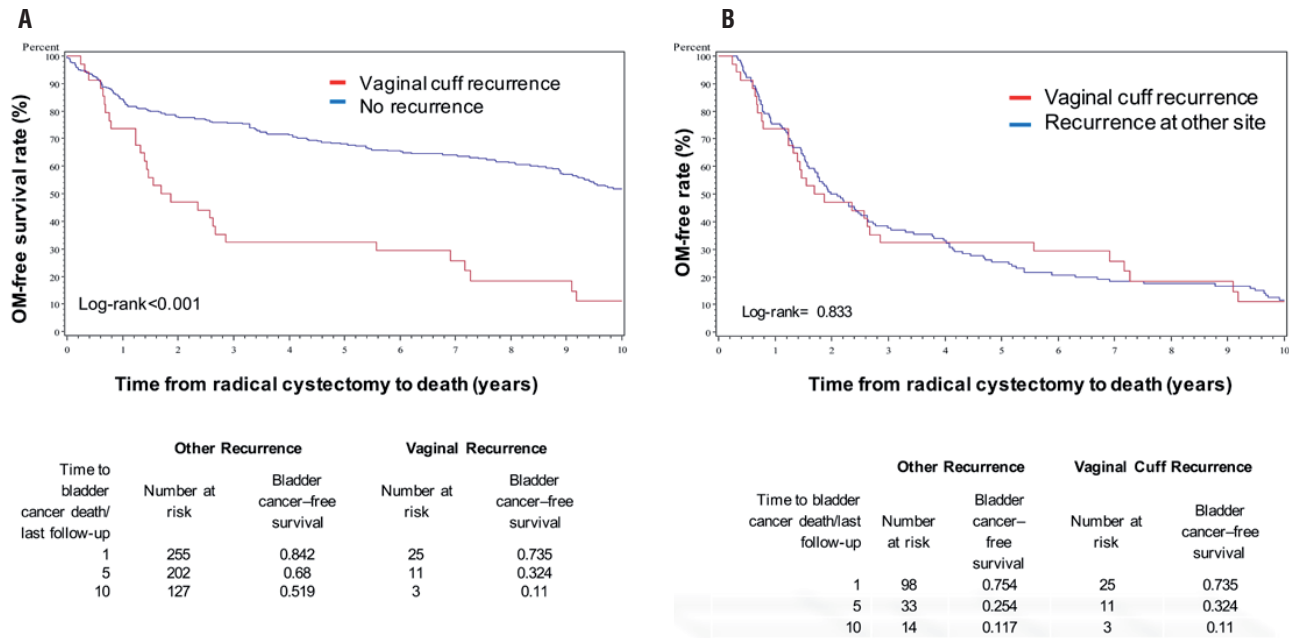 A
Percent
OM-free survival rate (%)
100
90
80
70
60
50
40
30
20
10
0
Vaginal cuff recurrence
No recurrence
Log-rank<0.001
0 1 2 3 4 5 6 7 8 9 10
Time from radical cystectomy to death (years)
Other Recurrence Vaginal Recurrence
Time to
bladder
cancer death/
last follow-up
Number at
risk
Bladder
cancer–free
survival
Number at
risk
Bladder
cancer–free
survival
1 255 0.842 25 0.735
5 202 0.68 11 0.324
10 127 0.519 3 0.11
B
Percent
OM-free rate (%)
100
90
80
70
60
50
40
30
20
10
0
Vaginal cuff recurrence
Recurrence at other site
Log-rank= 0.833
0 1 2 3 4 5 6 7 8 9 10
Time from radical cystectomy to death (years)
Other Recurrence Vaginal Cuff Recurrence
Time to bladder
cancer death/last
follow-up
Number
at risk
Bladder
cancer–
free
survival
Number at
risk
Bladder
cancer–free
survival
1 98 0.754 25 0.735
5 33 0.254 11 0.324
10 14 0.117 3 0.11